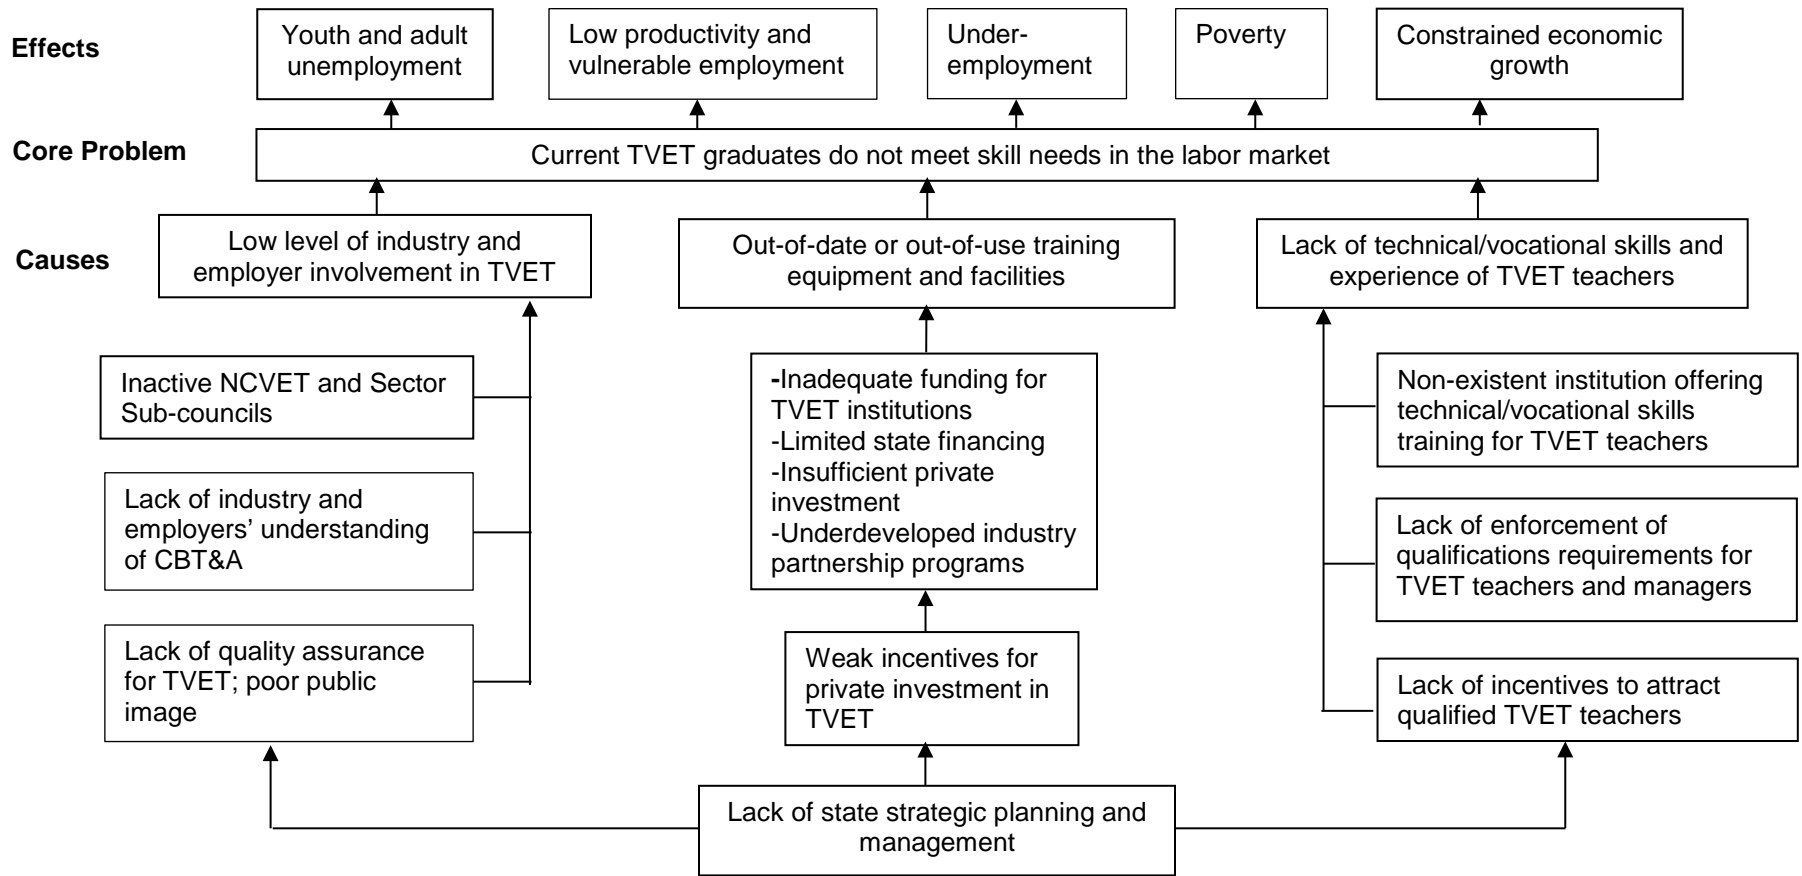 Effects
Youth and adult
unemployment
Low productivity and
vulnerable employment
Under-
employment
Poverty
Constrained economic
growth
Core Problem
Current TVET graduates do not meet skill needs in the labor market
Causes
Low level of industry and
employer involvement in TVET
Out-of-date or out-of-use training
equipment and facilities
Lack of technical/vocational skills and
experience of TVET teachers
Inactive NCVET and Sector
Sub-councils
Lack of industry and
employers’ understanding
of CBT&A
Lack of quality assurance
for TVET; poor public
image
-Inadequate funding for
TVET institutions
-Limited state financing
-Insufficient private
investment
-Underdeveloped industry
partnership programs
Weak incentives for
private investment in
TVET
Non-existent institution offering
technical/vocational skills
training for TVET teachers
Lack of enforcement of
qualifications requirements for
TVET teachers and managers
Lack of incentives to attract
qualified TVET teachers
Lack of state strategic planning and
management